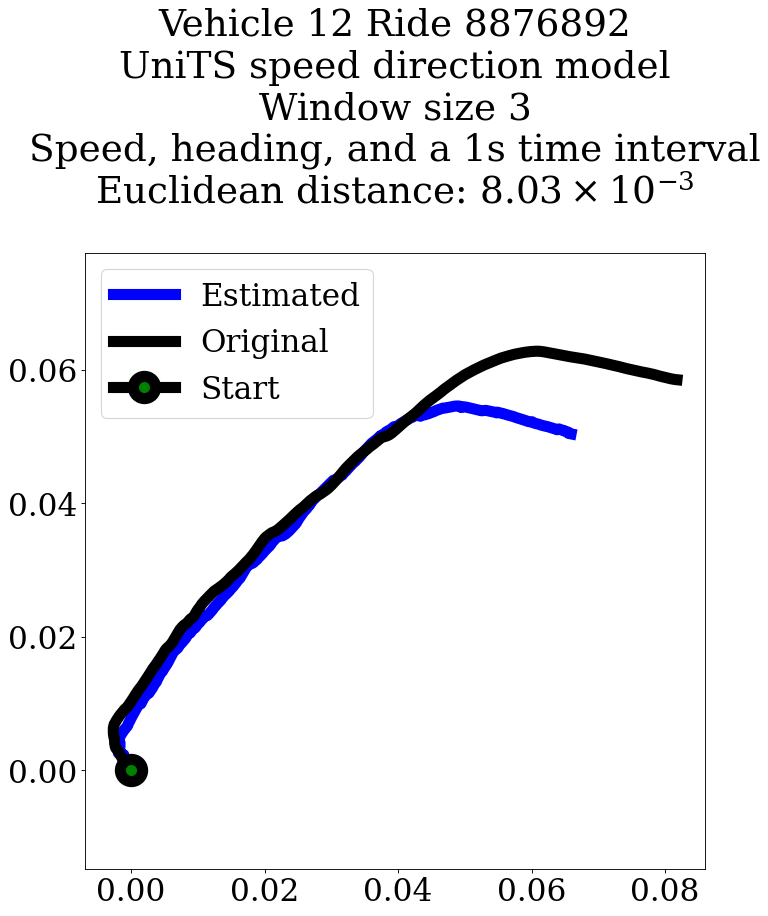 Vehicle 12 Ride 8876892
UniTS speed direction model
Window size 3
Speed, heading, and a 1s time interval
Euclidean distance: 8.03 × 10⁻³
Estimated
Original
Start
0.06
0.04
0.02
0.00
0.00 0.02 0.04 0.06 0.08